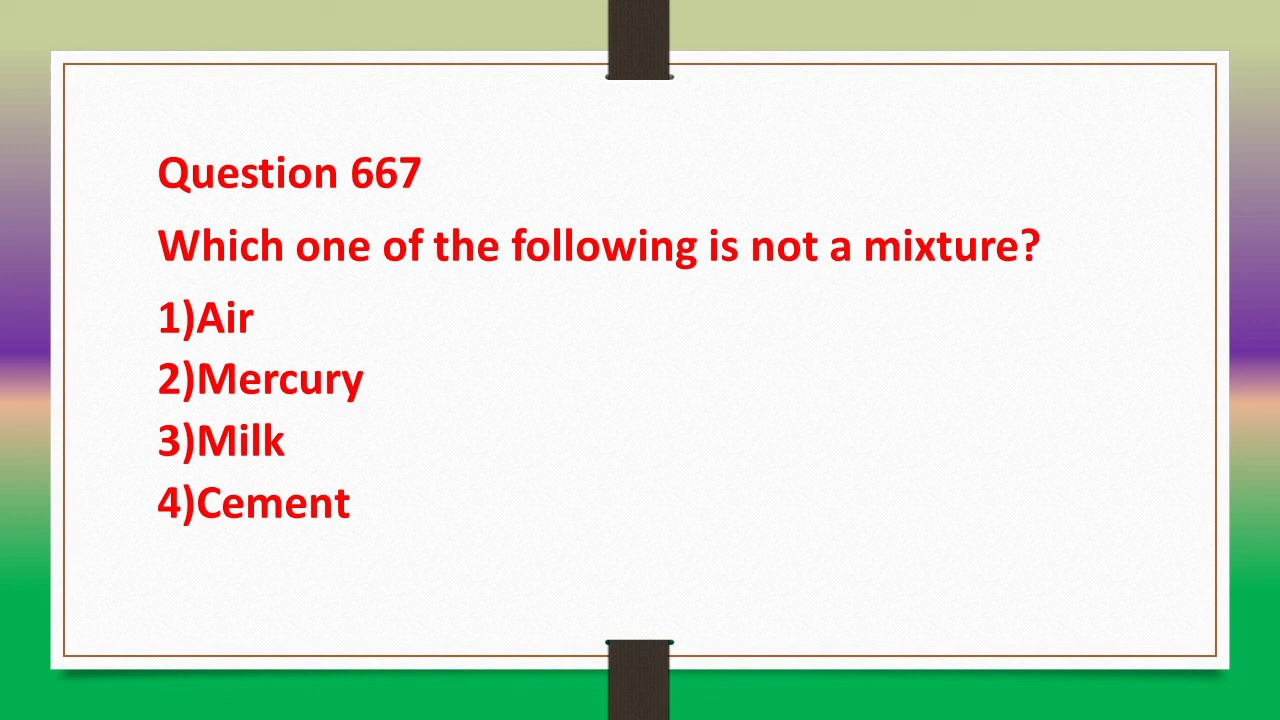 Question 667
Which one of the following is not a mixture?
1)Air
2)Mercury
3)Milk
4)Cement